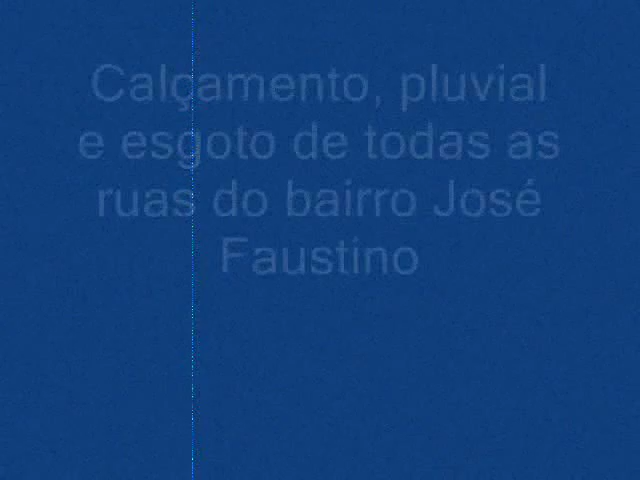 Calçamento, pluvial
e esgoto de todas as
ruas do bairro José
Faustino